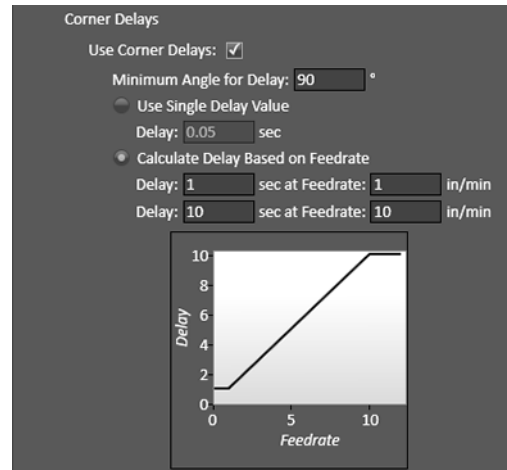 Corner Delays
Use Corner Delays:
Minimum Angle for Delay: 90 °
Use Single Delay Value
Delay: 0.05 sec
Calculate Delay Based on Feedrate
Delay: 1 sec at Feedrate: 1 in/min
Delay: 10 sec at Feedrate: 10 in/min
10
8
6
4
2
0
Delay
0 5 10
Feedrate